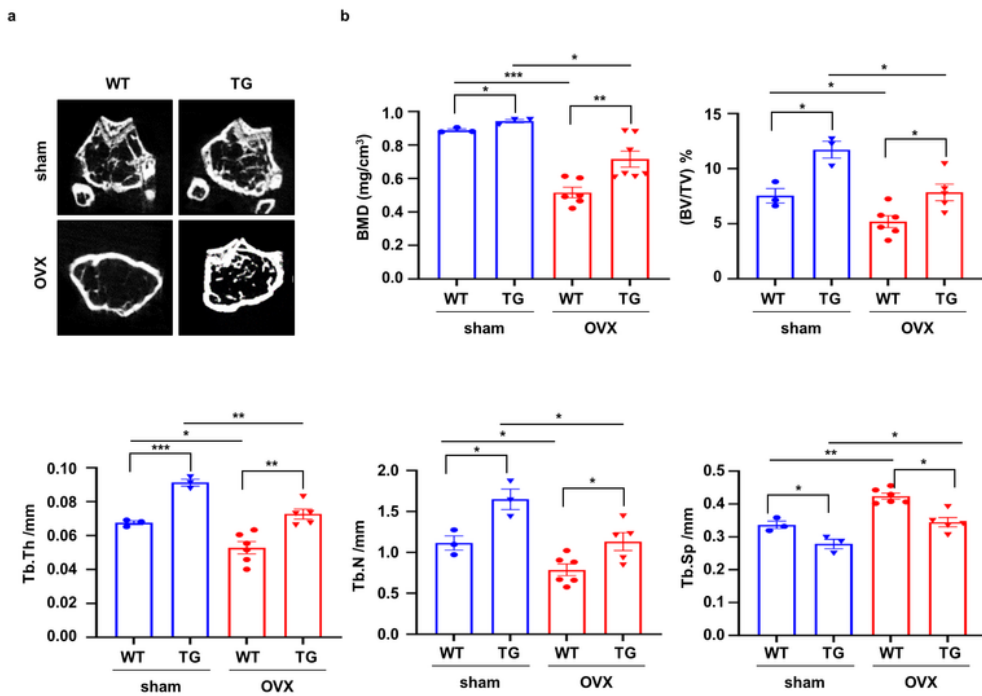 a
b
WT TG
sham
OVX
BMD (mg/cm³)
1.0
0.8
0.6
0.4
0.2
0.0
*
***
* **
WT TG WT TG
sham OVX
(BV/TV) %
15
10
5
0
*
*
* *
WT TG WT TG
sham OVX
Tb.Th /mm
0.10
0.08
0.06
0.04
0.02
0.00
**
*
*** **
WT TG WT TG
sham OVX
Tb.N /mm
2.0
1.5
1.0
0.5
0.0
*
*
* *
WT TG WT TG
sham OVX
Tb.Sp /mm
0.5
0.4
0.3
0.2
0.1
0.0
*
**
* *
WT TG WT TG
sham OVX